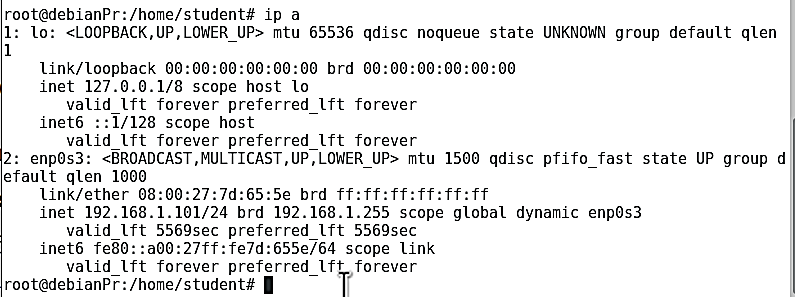 root@debianPr:/home/student# ip a
1: lo: <LOOPBACK,UP,LOWER_UP> mtu 65536 qdisc noqueue state UNKNOWN group default qlen
1
    link/loopback 00:00:00:00:00:00 brd 00:00:00:00:00:00
    inet 127.0.0.1/8 scope host lo
       valid_lft forever preferred_lft forever
    inet6 ::1/128 scope host
       valid_lft forever preferred_lft forever
2: enp0s3: <BROADCAST,MULTICAST,UP,LOWER_UP> mtu 1500 qdisc pfifo_fast state UP group d
efault qlen 1000
    link/ether 08:00:27:7d:65:5e brd ff:ff:ff:ff:ff:ff
    inet 192.168.1.101/24 brd 192.168.1.255 scope global dynamic enp0s3
       valid_lft 5569sec preferred_lft 5569sec
    inet6 fe80::a00:27ff:fe7d:655e/64 scope link
       valid_lft forever preferred_lft forever
root@debianPr:/home/student#